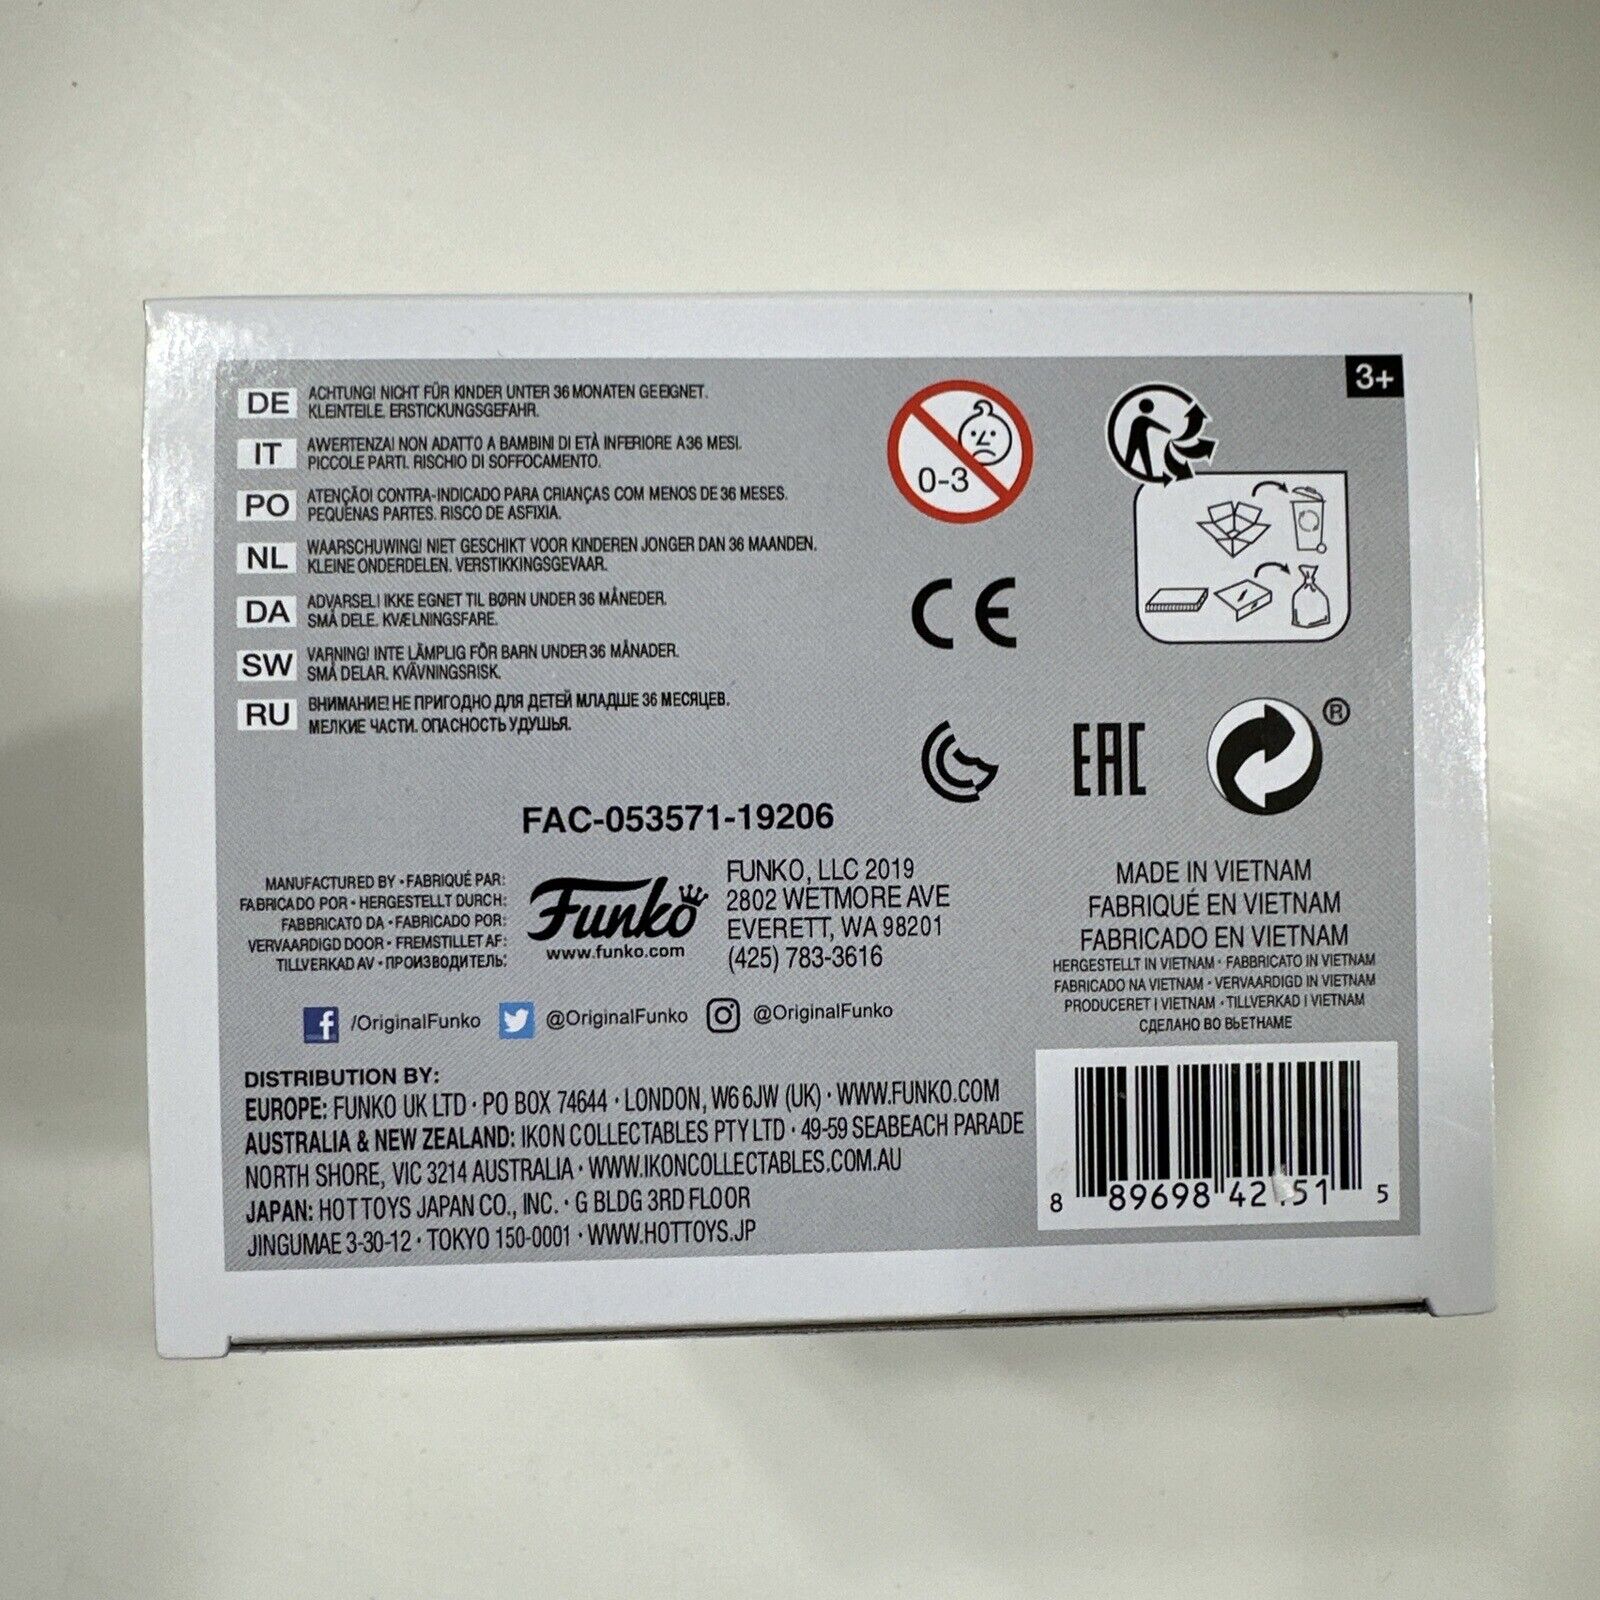 3+
DE
ACHTUNG! NICHT FÜR KINDER UNTER 36 MONATEN GEEIGNET.
KLEINTEILE. ERSTICKUNGSGEFAHR.
IT
AWERTENZA! NON ADATTO A BAMBINI DI ETÀ INFERIORE A 36 MESI.
PICCOLE PARTI. RISCHIO DI SOFFOCAMENTO.
PO
ATENÇÃO! CONTRA-INDICADO PARA CRIANÇAS COM MENOS DE 36 MESES.
PEQUENAS PARTES. RISCO DE ASFIXIA.
NL
WAARSCHUWING! NIET GESCHIKT VOOR KINDEREN JONGER DAN 36 MAANDEN.
KLEINE ONDERDELEN. VERSTIKKINGSGEVAAR.
DA
ADVARSEL! IKKE EGNET TIL BØRN UNDER 36 MÅNEDER.
SMÅ DELE. KVÆLNINGSFARE.
SW
VARNING! INTE LÄMPLIG FÖR BARN UNDER 36 MÅNADER.
SMÅ DELAR. KVÄVNINGSRISK.
RU
ВНИМАНИЕ! НЕ ПРИГОДНО ДЛЯ ДЕТЕЙ МЛАДШЕ 36 МЕСЯЦЕВ.
МЕЛКИЕ ЧАСТИ. ОПАСНОСТЬ УДУШЬЯ.
0-3
CE
EAC
®
FAC-053571-19206
MANUFACTURED BY • FABRIQUÉ PAR:
FABRICADO POR • HERGESTELLT DURCH:
FABBRICATO DA • FABRICADO POR:
VERVAARDIGD DOOR • FREMSTILLET AF:
TILLVERKAD AV • ПРОИЗВОДИТЕЛЬ:
Funko
www.funko.com
FUNKO, LLC 2019
2802 WETMORE AVE
EVERETT, WA 98201
(425) 783-3616
MADE IN VIETNAM
FABRIQUÉ EN VIETNAM
FABRICADO EN VIETNAM
HERGESTELLT IN VIETNAM • FABBRICATO IN VIETNAM
FABRICADO NA VIETNAM • VERVAARDIGD IN VIETNAM
PRODUCERET I VIETNAM • TILLVERKAD I VIETNAM
СДЕЛАНО ВО ВЬЕТНАМЕ
f /OriginalFunko @OriginalFunko @OriginalFunko
DISTRIBUTION BY:
EUROPE: FUNKO UK LTD • PO BOX 74644 • LONDON, W6 6JW (UK) • WWW.FUNKO.COM
AUSTRALIA & NEW ZEALAND: IKON COLLECTABLES PTY LTD • 49-59 SEABEACH PARADE
NORTH SHORE, VIC 3214 AUSTRALIA • WWW.IKONCOLLECTABLES.COM.AU
JAPAN: HOT TOYS JAPAN CO., INC. • G BLDG 3RD FLOOR
JINGUMAE 3-30-12 • TOKYO 150-0001 • WWW.HOTTOYS.JP
8 89698 42 51 5